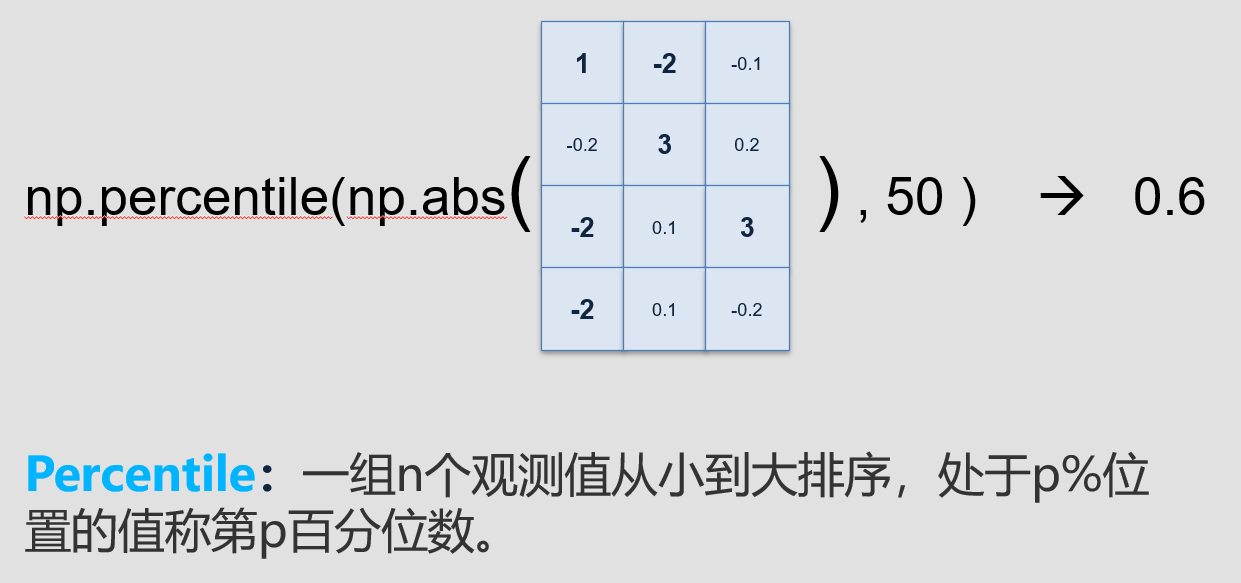 1 -2 -0.1
-0.2 3 0.2
np.percentile(np.abs( ) , 50 ) → 0.6
-2 0.1 3
-2 0.1 -0.2
Percentile：一组n个观测值从小到大排序，处于p%位
置的值称第p百分位数。